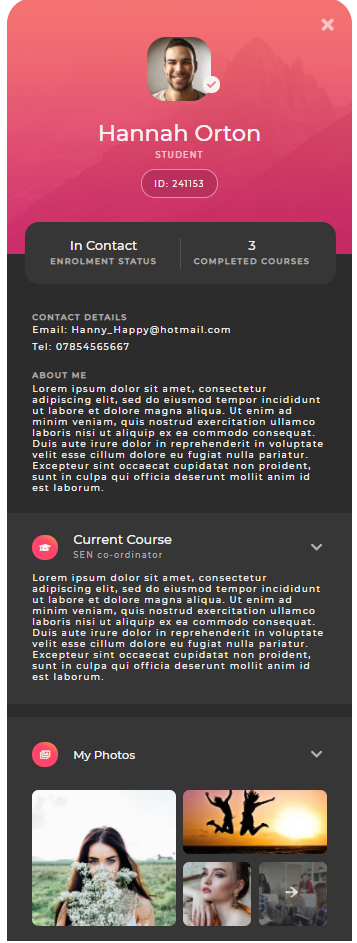 Hannah Orton
STUDENT
ID: 241153
In Contact
ENROLMENT STATUS
3
COMPLETED COURSES
CONTACT DETAILS
Email: Hanny_Happy@hotmail.com
Tel: 07854565667
ABOUT ME
Lorem ipsum dolor sit amet, consectetur
adipiscing elit, sed do eiusmod tempor incididunt
ut labore et dolore magna aliqua. Ut enim ad
minim veniam, quis nostrud exercitation ullamco
laboris nisi ut aliquip ex ea commodo consequat.
Duis aute irure dolor in reprehenderit in voluptate
velit esse cillum dolore eu fugiat nulla pariatur.
Excepteur sint occaecat cupidatat non proident,
sunt in culpa qui officia deserunt mollit anim id
est laborum.
Current Course
SEN co-ordinator
Lorem ipsum dolor sit amet, consectetur
adipiscing elit, sed do eiusmod tempor incididunt
ut labore et dolore magna aliqua. Ut enim ad
minim veniam, quis nostrud exercitation ullamco
laboris nisi ut aliquip ex ea commodo consequat.
Duis aute irure dolor in reprehenderit in voluptate
velit esse cillum dolore eu fugiat nulla pariatur.
Excepteur sint occaecat cupidatat non proident,
sunt in culpa qui officia deserunt mollit anim id
est laborum.
My Photos